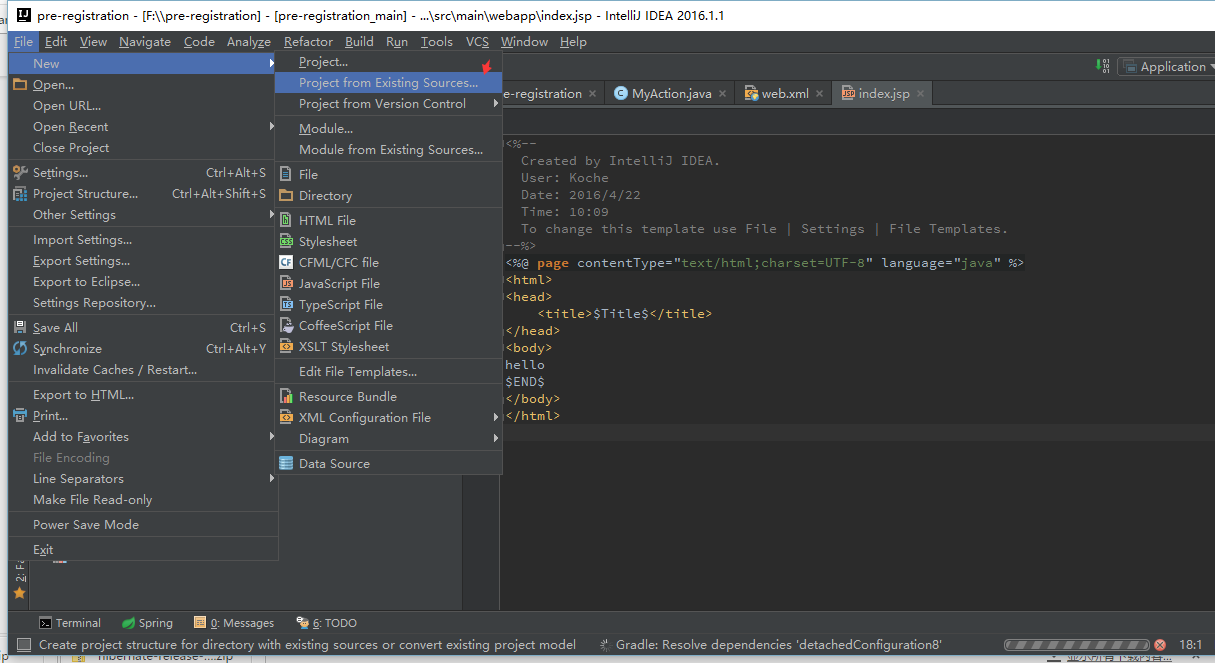 pre-registration - [F:\\pre-registration] - [pre-registration_main] - ...\src\main\webapp\index.jsp - IntelliJ IDEA 2016.1.1
File Edit View Navigate Code Analyze Refactor Build Run Tools VCS Window Help
New
Open...
Open URL...
Open Recent
Close Project
Settings... Ctrl+Alt+S
Project Structure... Ctrl+Alt+Shift+S
Other Settings
Import Settings...
Export Settings...
Export to Eclipse...
Settings Repository...
Save All Ctrl+S
Synchronize Ctrl+Alt+Y
Invalidate Caches / Restart...
Export to HTML...
Print...
Add to Favorites
File Encoding
Line Separators
Make File Read-only
Power Save Mode
Exit
Project...
Project from Existing Sources...
Project from Version Control
Module...
Module from Existing Sources...
File
Directory
HTML File
Stylesheet
CFML/CFC file
JavaScript File
TypeScript File
CoffeeScript File
XSLT Stylesheet
Edit File Templates...
Resource Bundle
XML Configuration File
Diagram
Data Source
Application
e-registration MyAction.java web.xml index.jsp
<%--
Created by IntelliJ IDEA.
User: Koche
Date: 2016/4/22
Time: 10:09
To change this template use File | Settings | File Templates.
--%>
<%@ page contentType="text/html;charset=UTF-8" language="java" %>
<html>
<head>
<title>$Title$</title>
</head>
<body>
hello
$END$
</body>
</html>
Terminal Spring 0: Messages 6: TODO
Create project structure for directory with existing sources or convert existing project model Gradle: Resolve dependencies 'detachedConfiguration8' 18:1